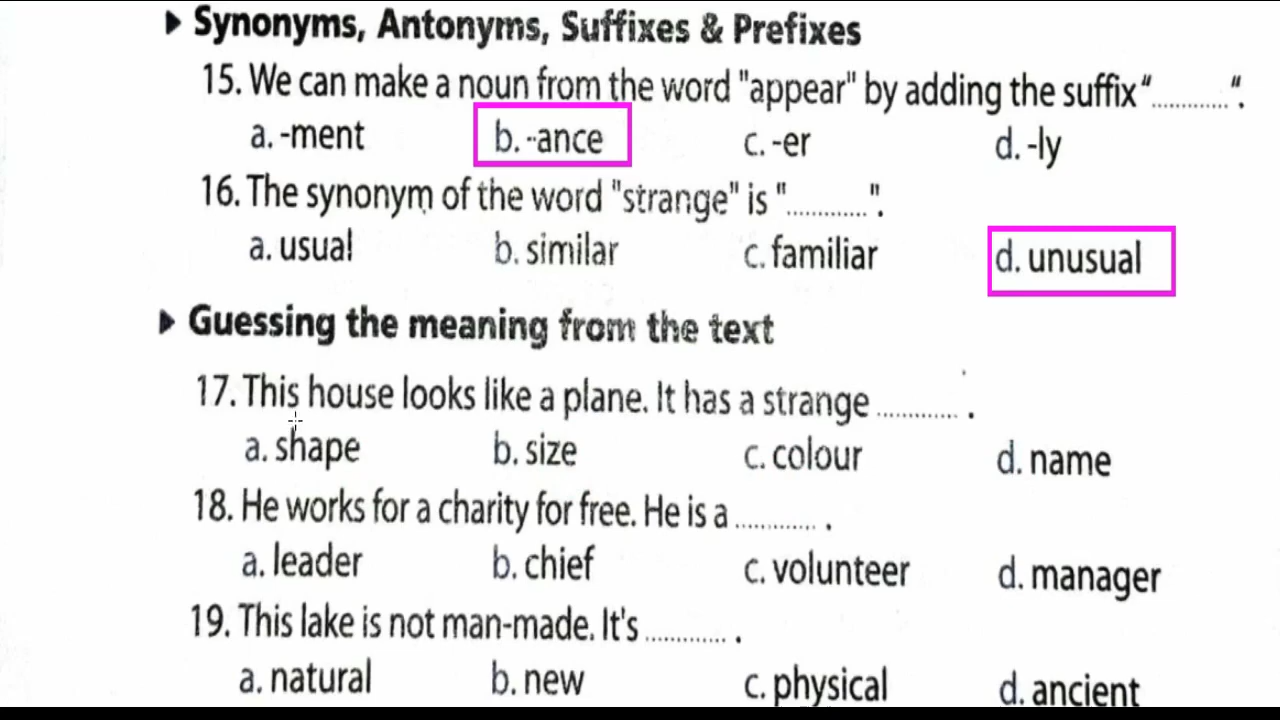 Synonyms, Antonyms, Suffixes & Prefixes
15. We can make a noun from the word "appear" by adding the suffix "............".
a. -ment b. -ance c. -er d. -ly
16. The synonym of the word "strange" is "............".
a. usual b. similar c. familiar d. unusual
Guessing the meaning from the text
17. This house looks like a plane. It has a strange ............ .
a. shape b. size c. colour d. name
18. He works for a charity for free. He is a ............ .
a. leader b. chief c. volunteer d. manager
19. This lake is not man-made. It's ............ .
a. natural b. new c. physical d. ancient